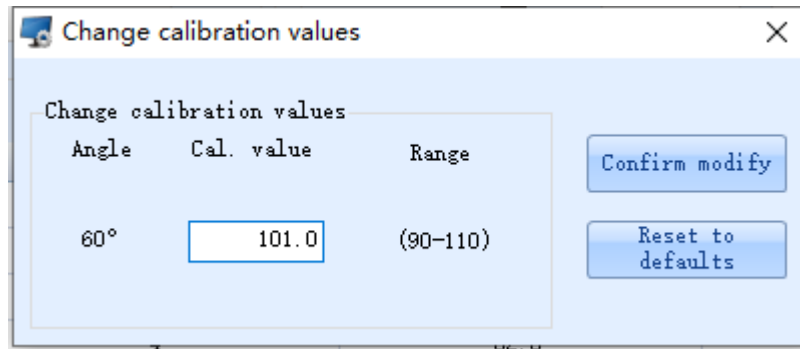 Change calibration values
Change calibration values
Angle Cal. value Range
Confirm modify
60° 101.0 (90-110)
Reset to
defaults